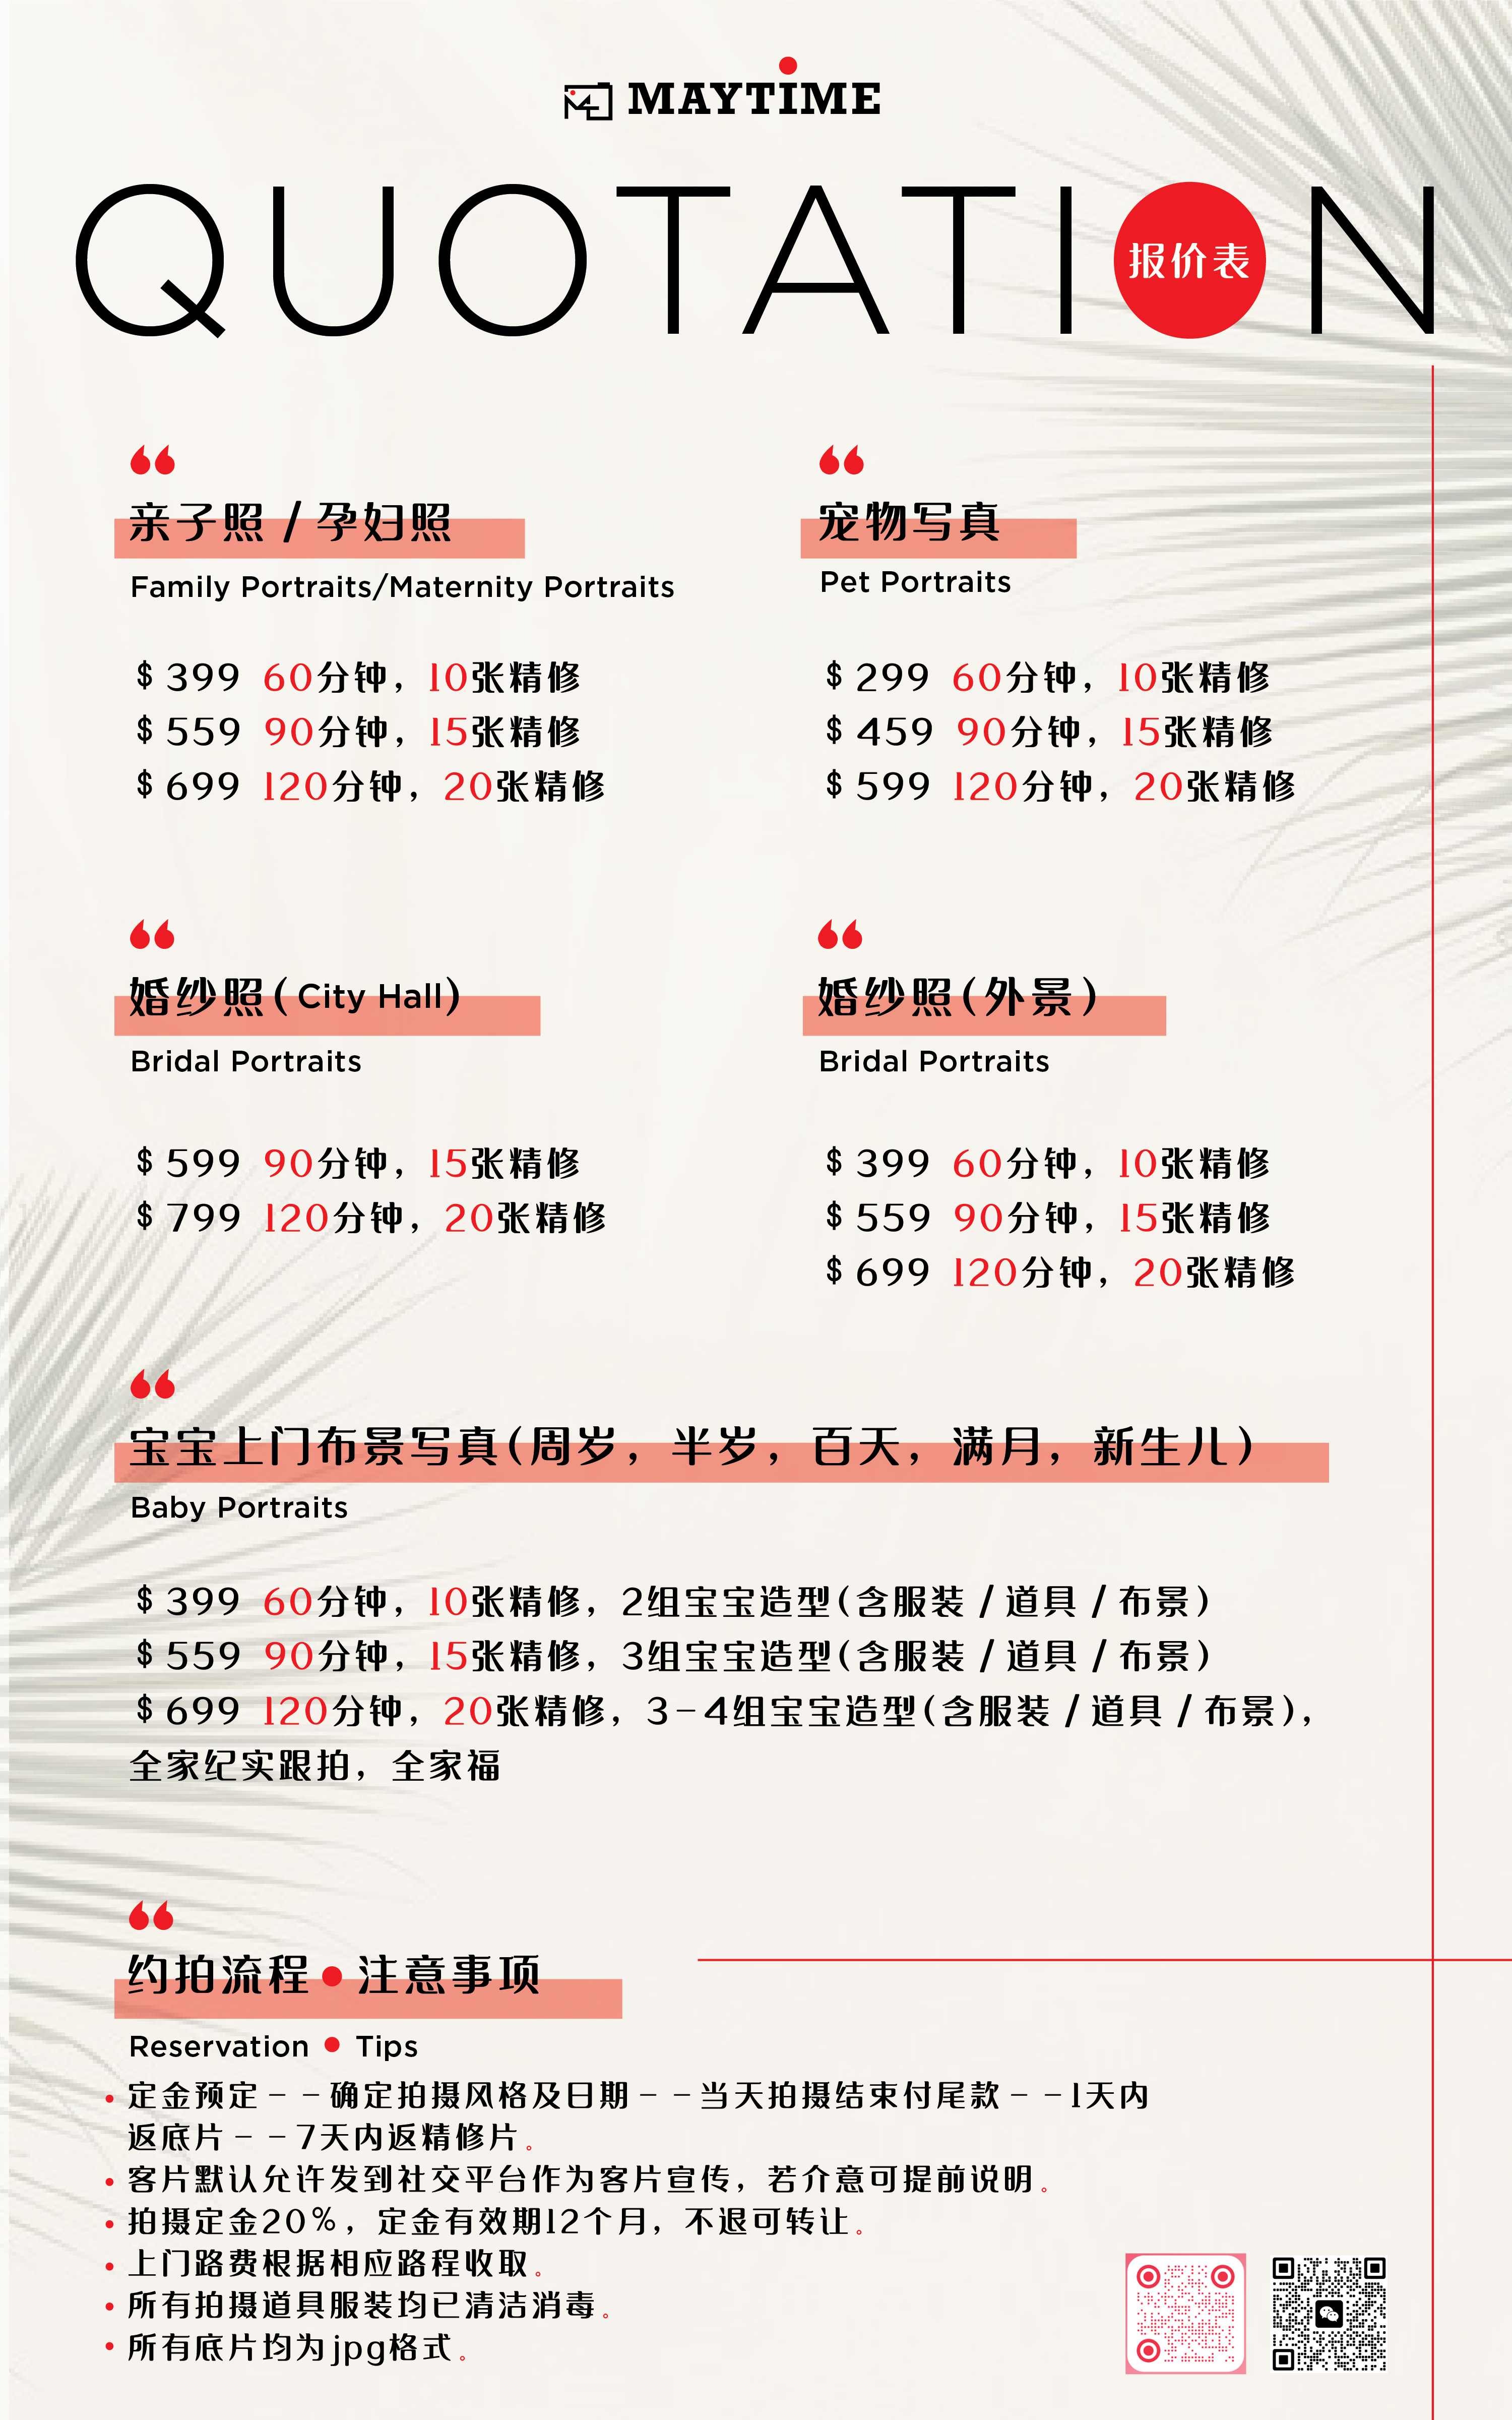 MAYTIME
QUOTATI N
报价表
亲子照 / 孕妇照
Family Portraits/Maternity Portraits
$ 399 60分钟，10张精修
$ 559 90分钟，15张精修
$ 699 120分钟，20张精修
宠物写真
Pet Portraits
$ 299 60分钟，10张精修
$ 459 90分钟，15张精修
$ 599 120分钟，20张精修
婚纱照(City Hall)
Bridal Portraits
$ 599 90分钟，15张精修
$ 799 120分钟，20张精修
婚纱照(外景)
Bridal Portraits
$ 399 60分钟，10张精修
$ 559 90分钟，15张精修
$ 699 120分钟，20张精修
宝宝上门布景写真(周岁，半岁，百天，满月，新生儿)
Baby Portraits
$ 399 60分钟，10张精修，2组宝宝造型(含服装 / 道具 / 布景)
$ 559 90分钟，15张精修，3组宝宝造型(含服装 / 道具 / 布景)
$ 699 120分钟，20张精修，3-4组宝宝造型(含服装 / 道具 / 布景)，
全家纪实跟拍，全家福
约拍流程●注意事项
Reservation ● Tips
• 定金预定--确定拍摄风格及日期--当天拍摄结束付尾款--1天内
返底片--7天内返精修片。
• 客片默认允许发到社交平台作为客片宣传，若介意可提前说明。
• 拍摄定金20%，定金有效期12个月，不退可转让。
• 上门路费根据相应路程收取。
• 所有拍摄道具服装均已清洁消毒。
• 所有底片均为jpg格式。